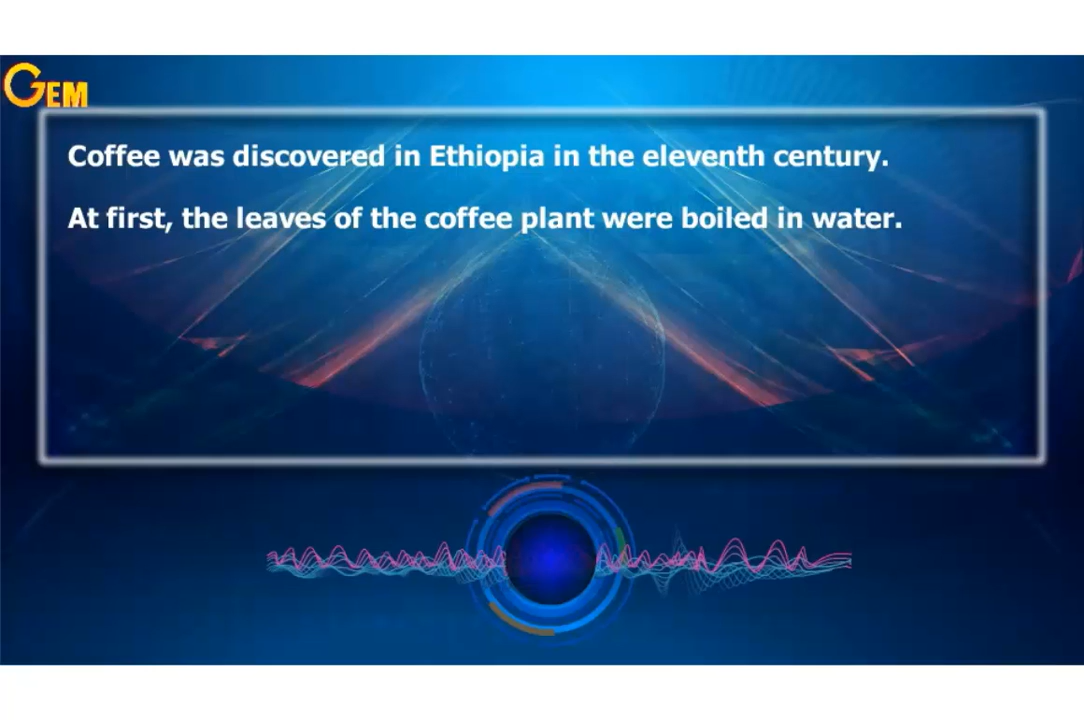 GEM
Coffee was discovered in Ethiopia in the eleventh century.
At first, the leaves of the coffee plant were boiled in water.